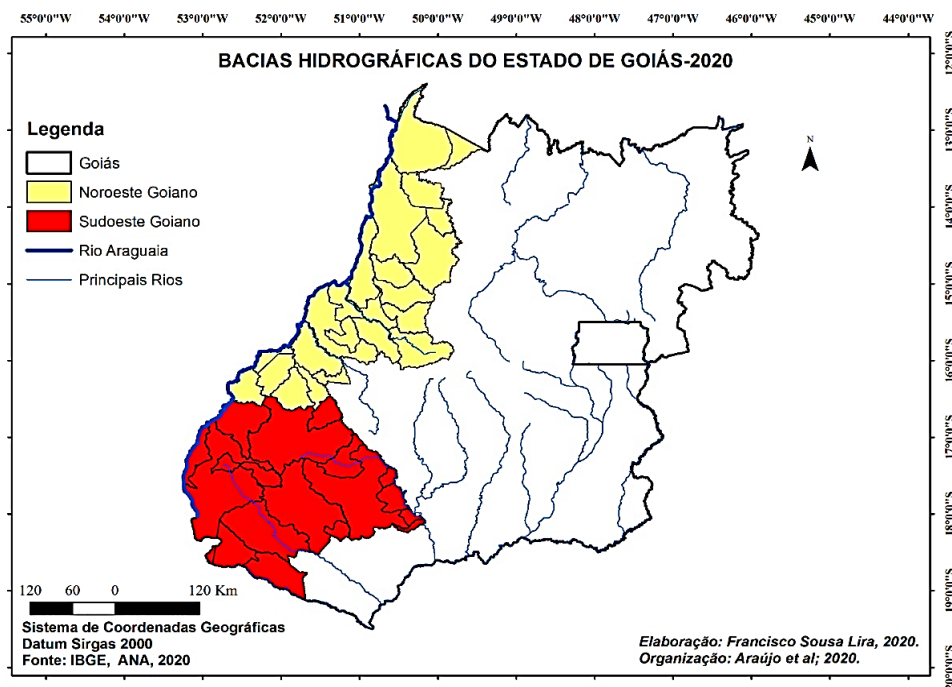 55°0'0"W 54°0'0"W 53°0'0"W 52°0'0"W 51°0'0"W 50°0'0"W 49°0'0"W 48°0'0"W 47°0'0"W 46°0'0"W 45°0'0"W 44°0'0"W
BACIAS HIDROGRÁFICAS DO ESTADO DE GOIÁS-2020
Legenda
Goiás
Noroeste Goiano
Sudoeste Goiano
Rio Araguaia
Principais Rios
N
120 60 0 120 Km
Sistema de Coordenadas Geográficas
Datum Sirgas 2000
Fonte: IBGE, ANA, 2020
Elaboração: Francisco Sousa Lira, 2020.
Organização: Araújo et al; 2020.